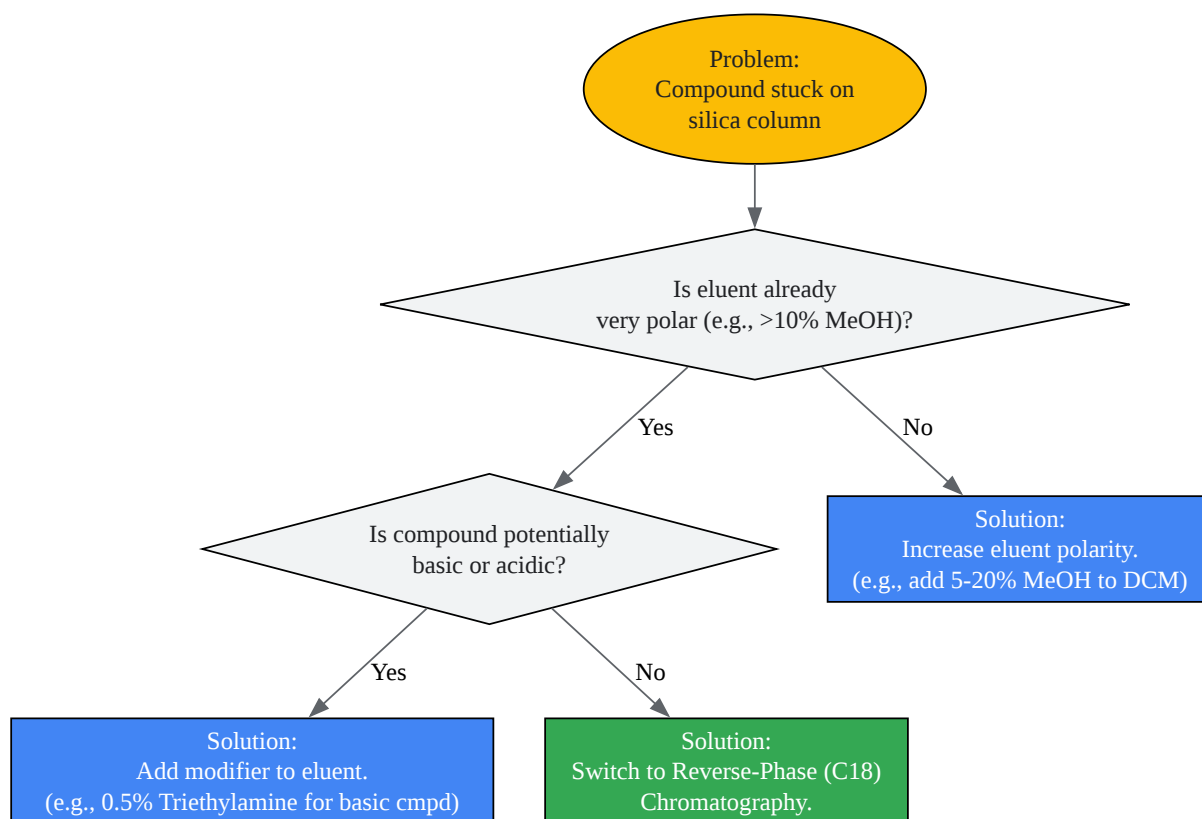 Problem:
Compound stuck on
silica column
Is eluent already
very polar (e.g., >10% MeOH)?
Yes
No
Is compound potentially
basic or acidic?
Solution:
Increase eluent polarity.
(e.g., add 5-20% MeOH to DCM)
Yes
No
Solution:
Add modifier to eluent.
(e.g., 0.5% Triethylamine for basic cmpd)
Solution:
Switch to Reverse-Phase (C18)
Chromatography.